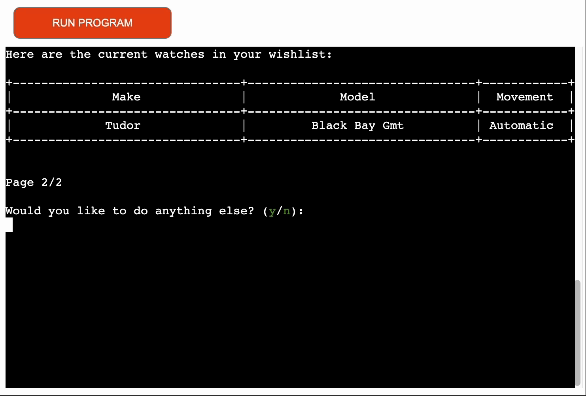 RUN PROGRAM
Here are the current watches in your wishlist:
Make Model Movement
Tudor Black Bay Gmt Automatic
Page 2/2
Would you like to do anything else? (y/n):